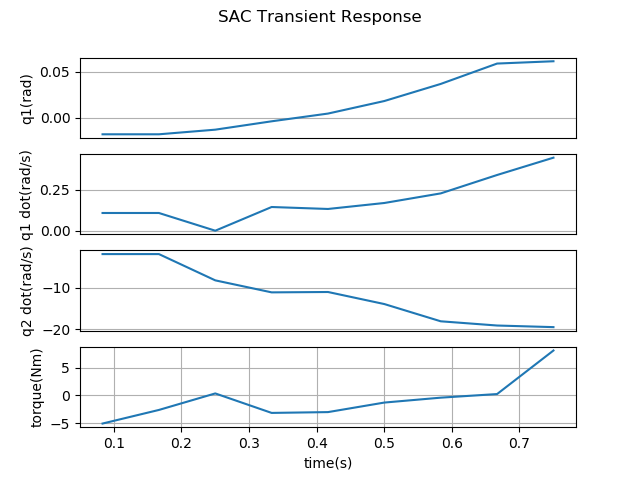 SAC Transient Response
q1(rad)
0.05
0.00
q1 dot(rad/s)
0.25
0.00
q2 dot(rad/s)
−10
−20
torque(Nm)
5
0
−5
0.1 0.2 0.3 0.4 0.5 0.6 0.7
time(s)